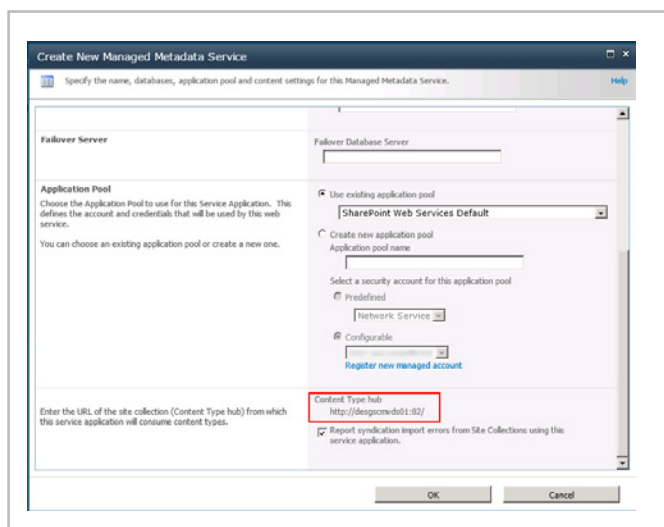 Create New Managed Metadata Service
Specify the name, databases, application pool and content settings for this Managed Metadata Service.
Help
Failover Server
Failover Database Server
Application Pool
Choose the Application Pool to use for this Service Application. This
defines the account and credentials that will be used by this web
service.
You can choose an existing application pool or create a new one.
Use existing application pool
SharePoint Web Services Default
Create new application pool
Application pool name
Select a security account for this application pool
Predefined
Network Service
Configurable
Register new managed account
Enter the URL of the site collection (Content Type hub) from which
this service application will consume content types.
Content Type hub
http://desgscmvds01:82/
Report syndication import errors from Site Collections using this
service application.
OK
Cancel